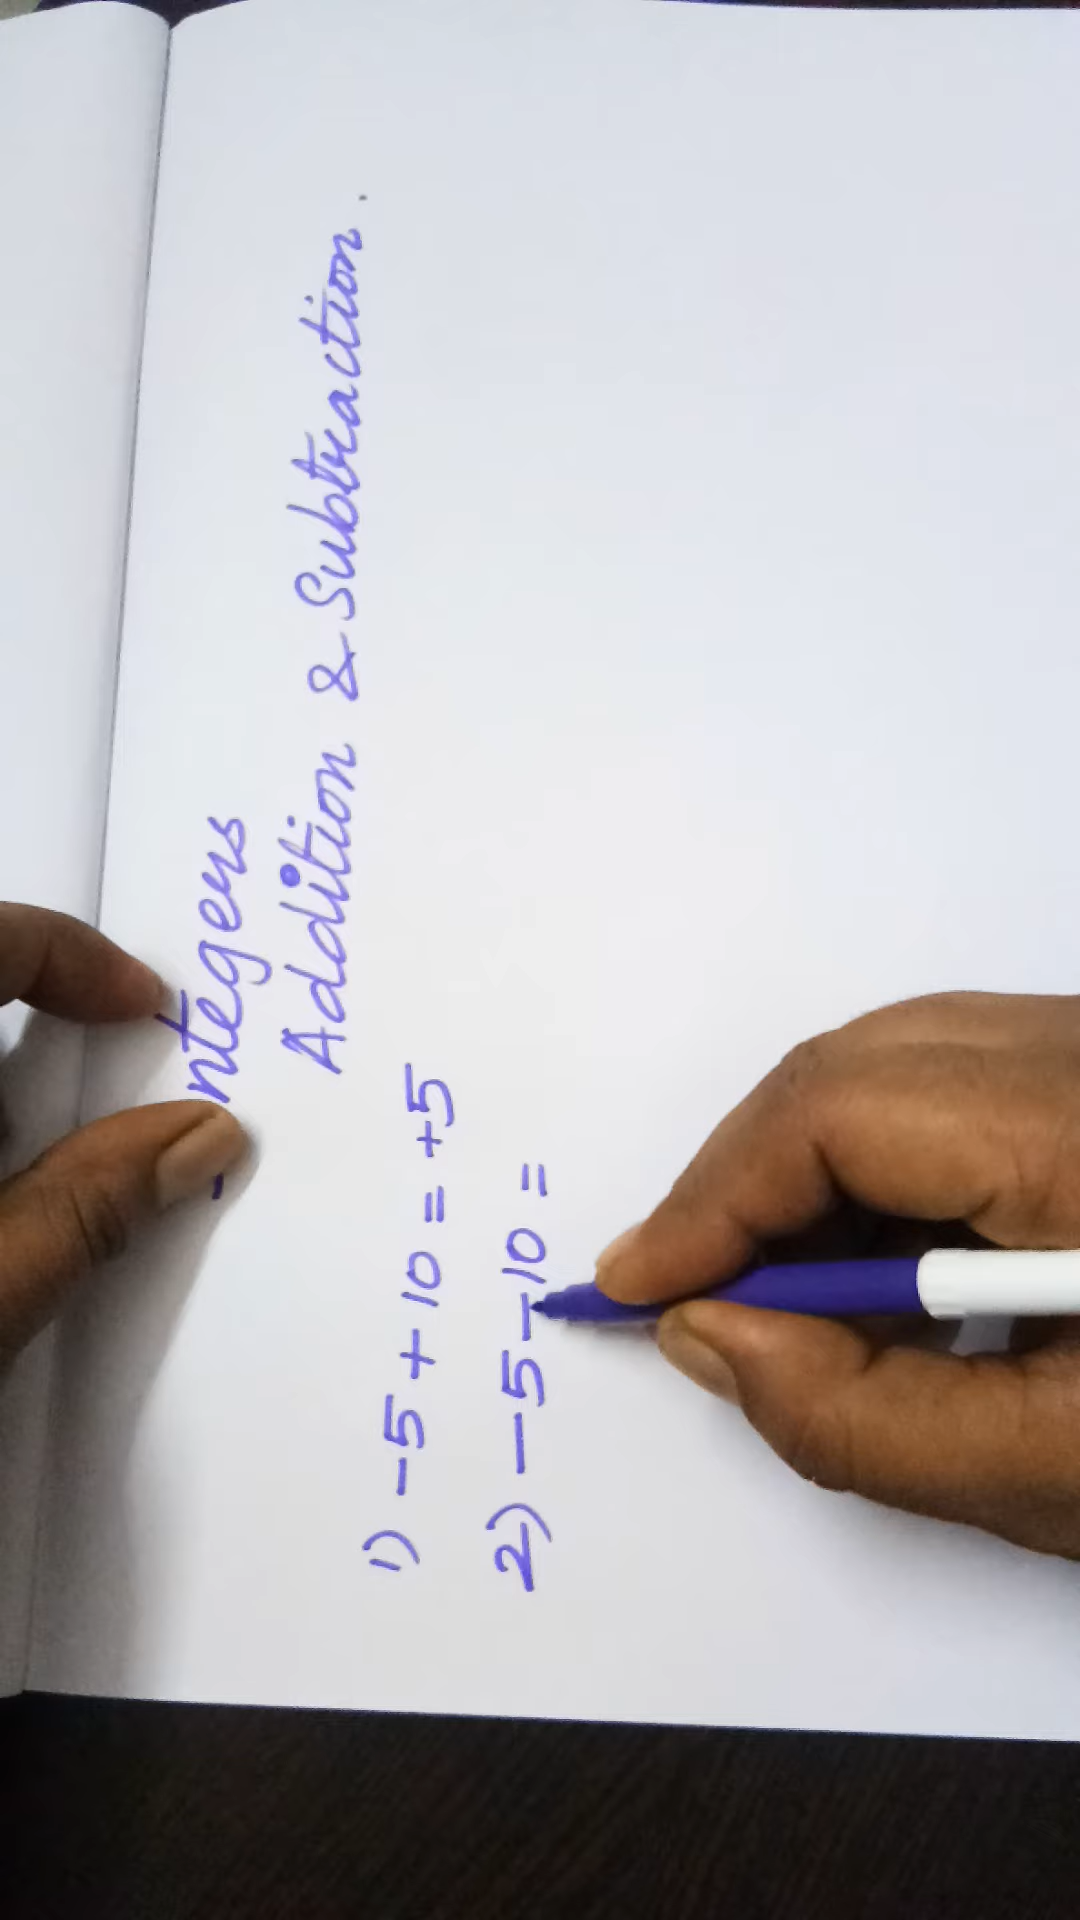 Integers
Addition & Subtraction.
1) -5 + 10 = +5
2) - 5 - 10 =